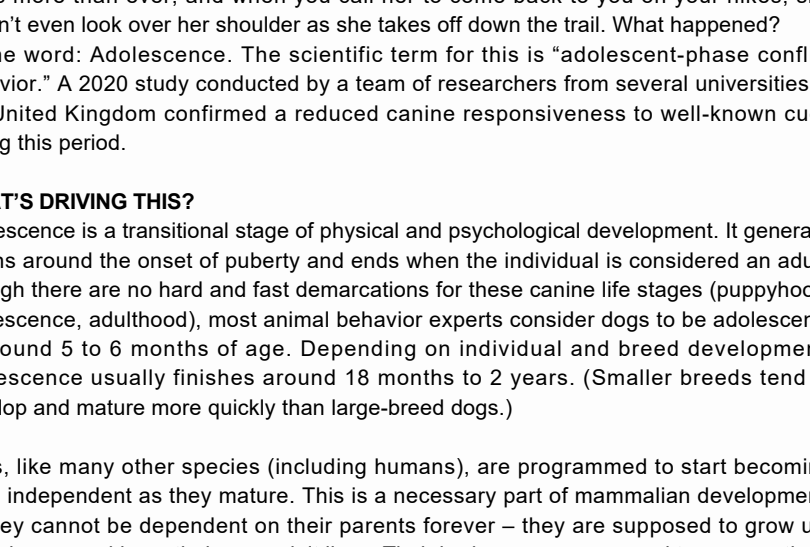 more than ever, and when you call her to come back to you on your hikes,
n't even look over her shoulder as she takes off down the trail. What happened?
ne word: Adolescence. The scientific term for this is “adolescent-phase confl
vior.” A 2020 study conducted by a team of researchers from several universities
United Kingdom confirmed a reduced canine responsiveness to well-known cu
g this period.
AT’S DRIVING THIS?
escence is a transitional stage of physical and psychological development. It genera
ns around the onset of puberty and ends when the individual is considered an adu
gh there are no hard and fast demarcations for these canine life stages (puppyhoo
escence, adulthood), most animal behavior experts consider dogs to be adolescen
ound 5 to 6 months of age. Depending on individual and breed developmen
escence usually finishes around 18 months to 2 years. (Smaller breeds tend
lop and mature more quickly than large-breed dogs.)
s, like many other species (including humans), are programmed to start becomin
independent as they mature. This is a necessary part of mammalian developmen
ey cannot be dependent on their parents forever – they are supposed to grow u